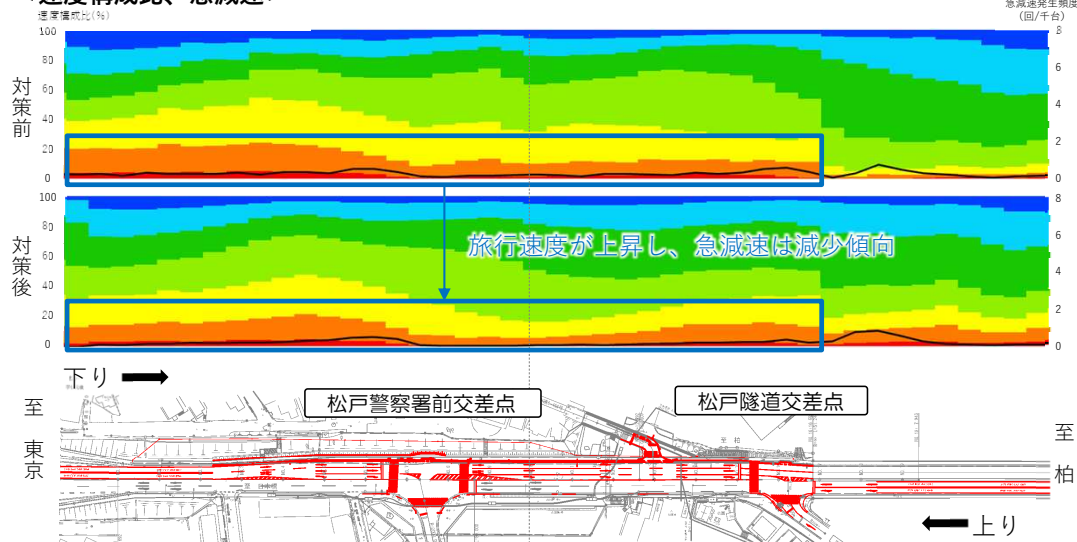 速度構成比(%)
急減速発生頻度
(回/千台)
対策前
100
80
60
40
20
0
8
6
4
2
0
対策後
100
80
60
40
20
0
8
6
4
2
0
旅行速度が上昇し、急減速は減少傾向
下り
松戸警察署前交差点
松戸隧道交差点
至 東京
至 柏
至 柏
上り